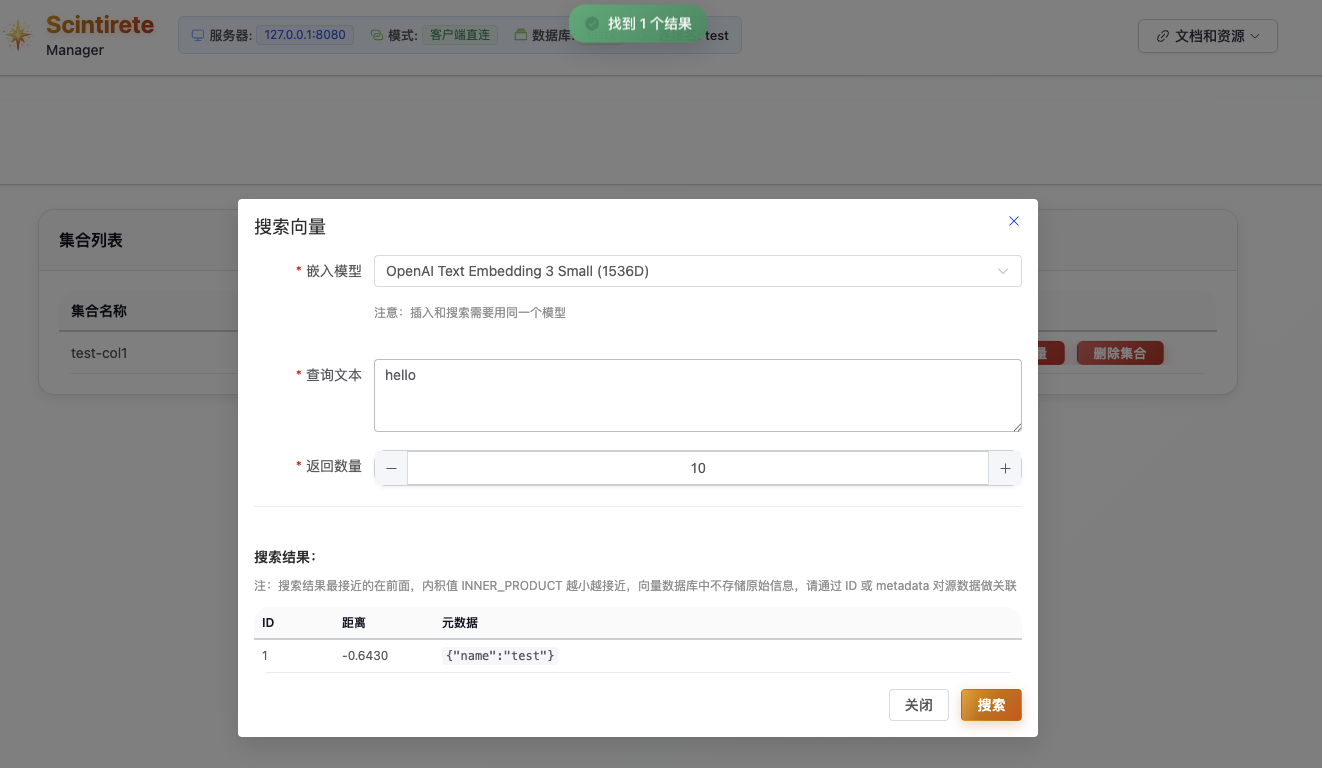 Scintirete
Manager
服务器: 127.0.0.1:8080 模式: 客户端直连 数据库: test
找到 1 个结果
文档和资源
集合列表
集合名称
test-col1
量 删除集合
搜索向量
* 嵌入模型 OpenAI Text Embedding 3 Small (1536D)
注意：插入和搜索需要用同一个模型
* 查询文本 hello
* 返回数量 10
搜索结果：
注：搜索结果最接近的在前面，内积值 INNER_PRODUCT 越小越接近，向量数据库中不存储原始信息，请通过 ID 或 metadata 对源数据做关联
ID 距离 元数据
1 -0.6430 {"name":"test"}
关闭 搜索